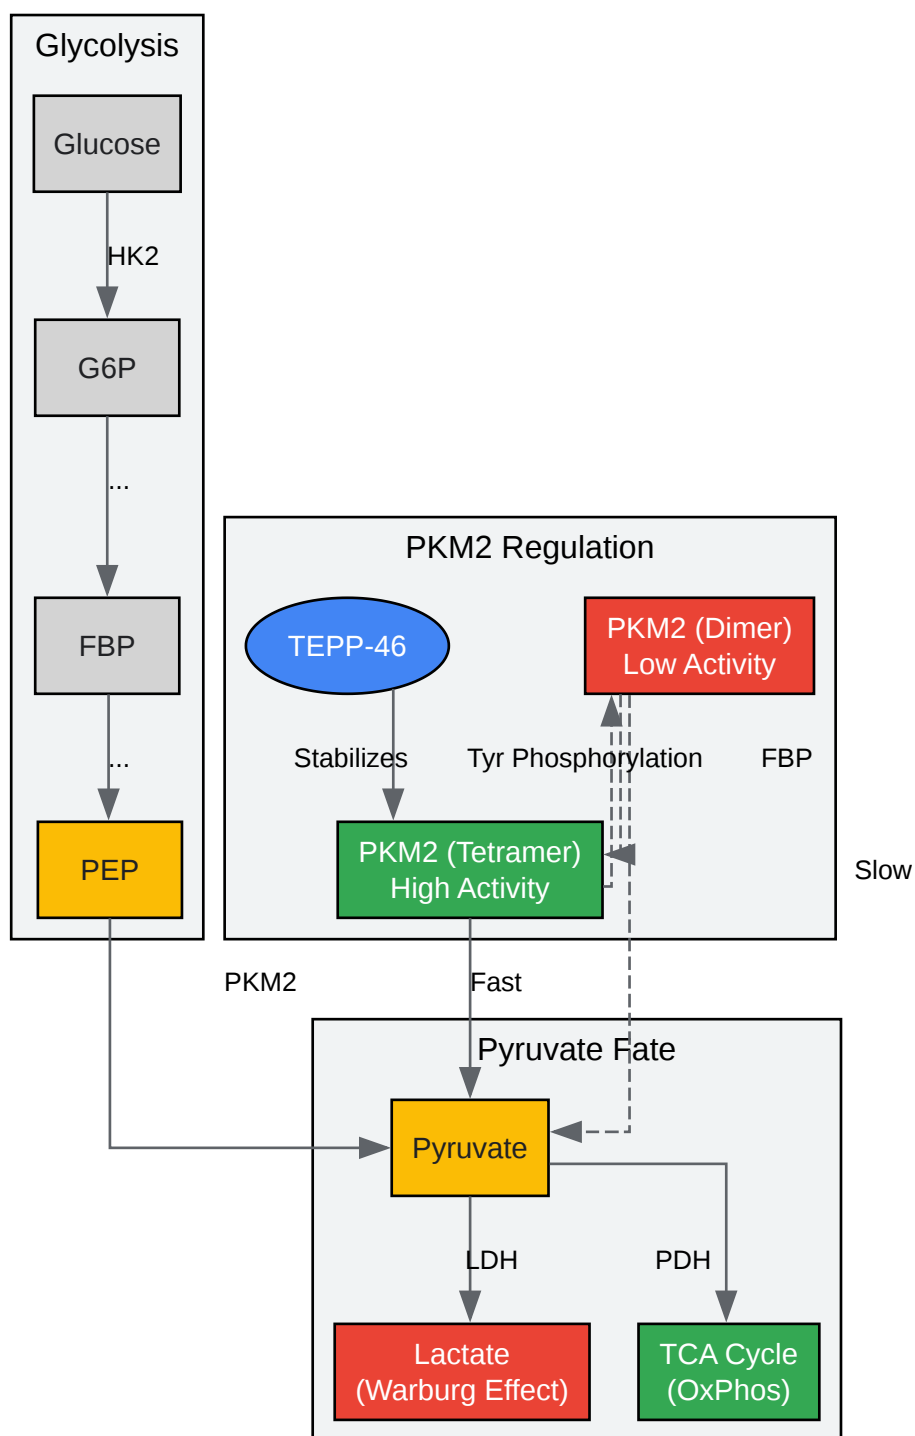 Glycolysis
Glucose
HK2
G6P
...
FBP
...
PEP
PKM2 Regulation
TEPP-46
PKM2 (Dimer)
Low Activity
Stabilizes
Tyr Phosphorylation
FBP
PKM2 (Tetramer)
High Activity
Slow
PKM2
Fast
Pyruvate Fate
Pyruvate
LDH
PDH
Lactate
(Warburg Effect)
TCA Cycle
(OxPhos)